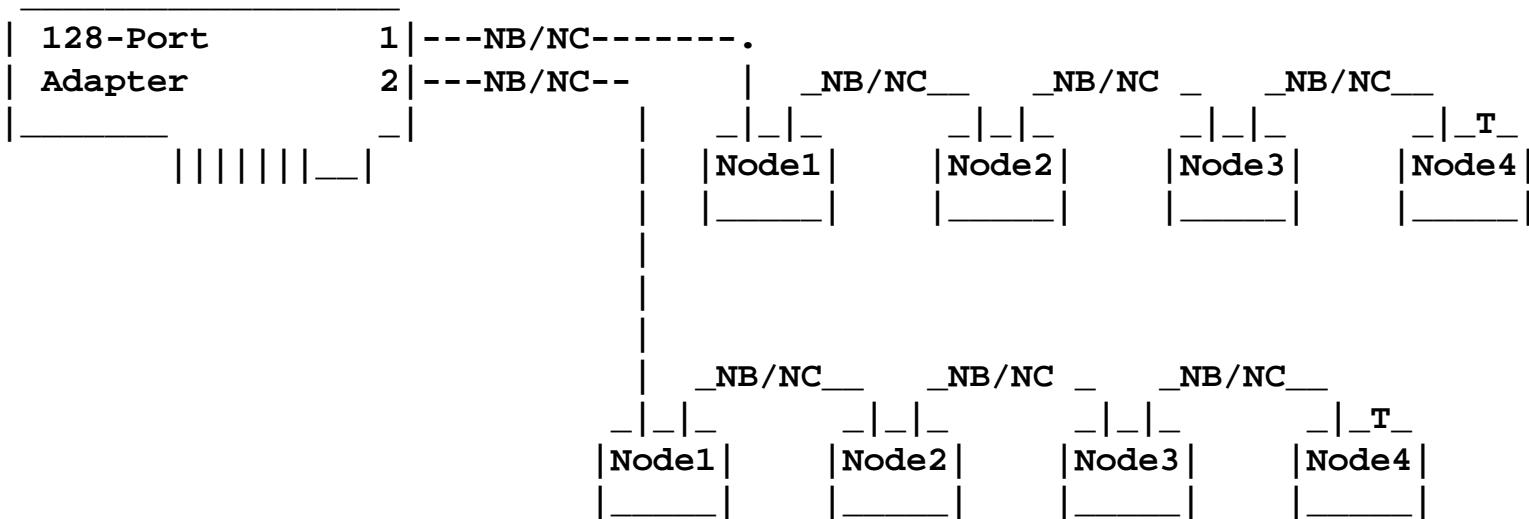 128-Port 1|---NB/NC-------.
Adapter 2|---NB/NC-- | _NB/NC__ _NB/NC _ _NB/NC__
T
Node1 Node2 Node3 Node4
_NB/NC__ _NB/NC _ _NB/NC__
T
Node1 Node2 Node3 Node4